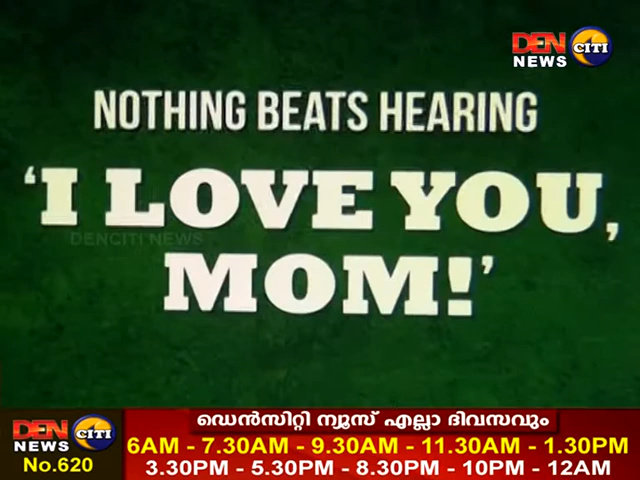 DEN CITI
NEWS
NOTHING BEATS HEARING
'I LOVE YOU,
DENCITI NEWS
MOM!'
DEN CITI
NEWS
No.620
ഡെൻസിറ്റി ന്യൂസ് എല്ലാ ദിവസവും
6AM - 7.30AM - 9.30AM - 11.30AM - 1.30PM
3.30PM - 5.30PM - 8.30PM - 10PM - 12AM